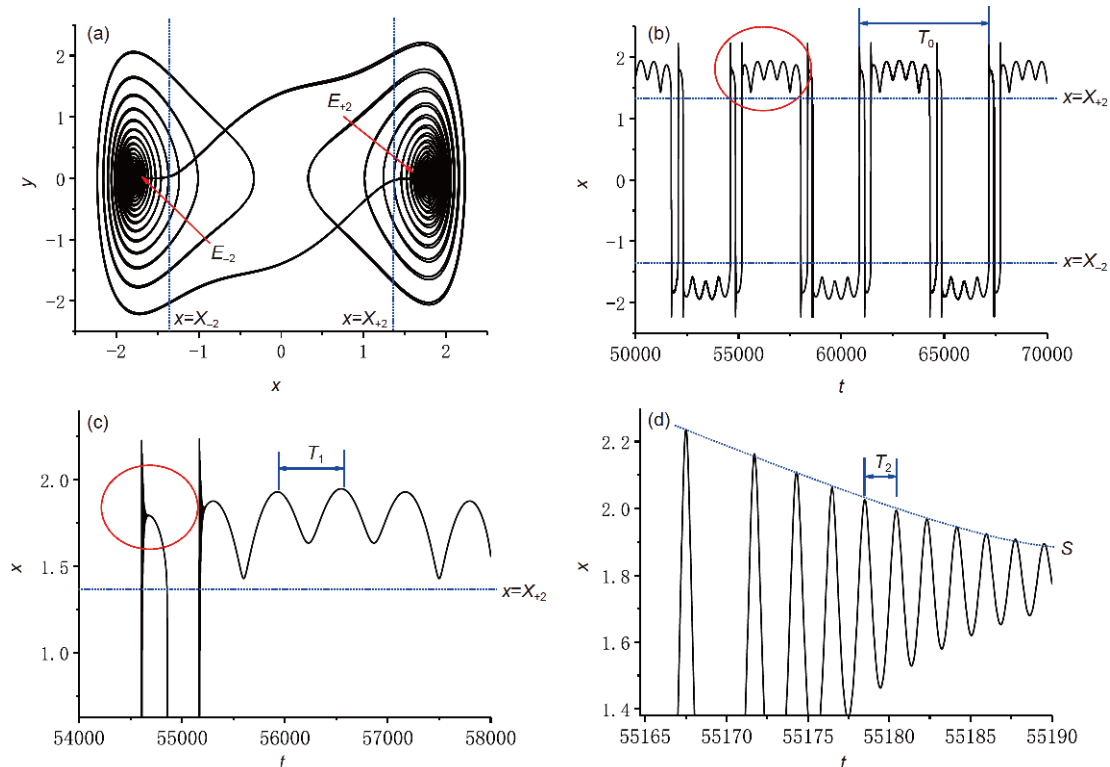 (a)
2
1
0
-1
-2
y
E+2
E−2
x=X−2
x=X+2
-2
-1
0
1
2
x
(b)
T0
3
2
1
0
-1
-2
x
x=X+2
x=X−2
50000
55000
60000
65000
70000
t
(c)
T1
2.0
1.5
1.0
x
x=X+2
54000
55000
56000
57000
58000
t
(d)
T2
2.2
2.0
1.8
1.6
1.4
x
S
55165
55170
55175
55180
55185
55190
t